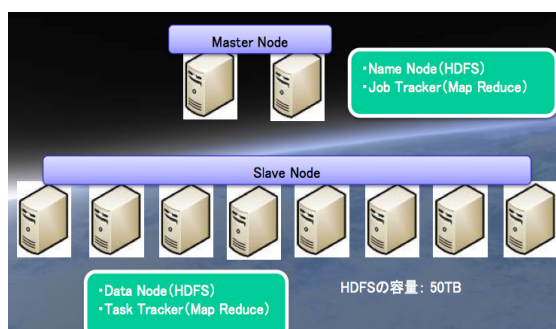 Master Node
・Name Node(HDFS)
・Job Tracker(Map Reduce)
Slave Node
・Data Node(HDFS)
・Task Tracker(Map Reduce)
HDFSの容量: 50TB